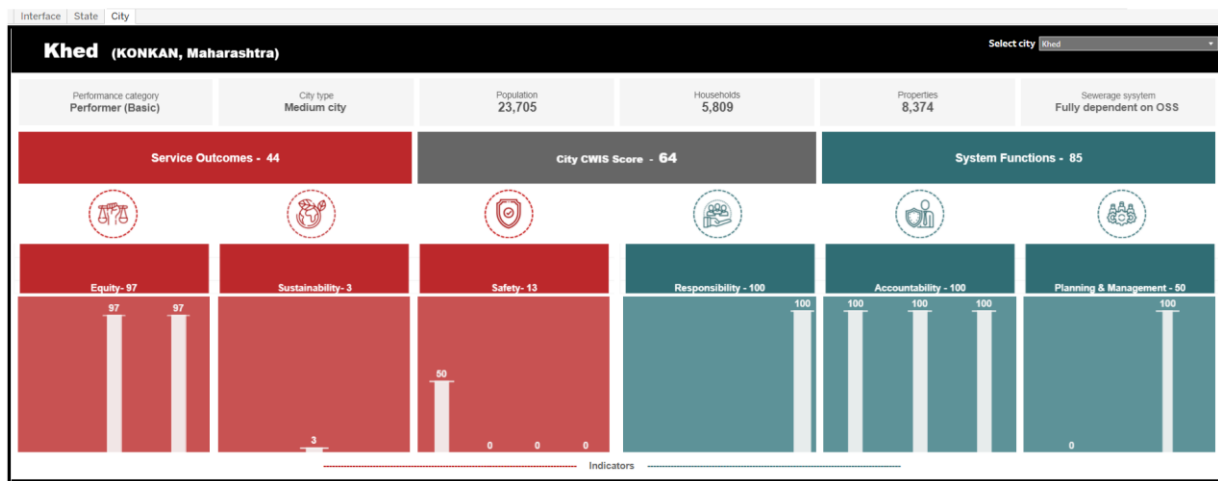 Interface State City
Khed (KONKAN, Maharashtra)
Select city Khed
Performance category
Performer (Basic)
City type
Medium city
Population
23,705
Households
5,809
Properties
8,374
Sewerage sysytem
Fully dependent on OSS
Service Outcomes - 44
City CWIS Score - 64
System Functions - 85
Equity- 97
Sustainability- 3
Safety- 13
Responsibility - 100
Accountability - 100
Planning & Management - 50
97 97
3
50 0 0 0
100
100 100 100
0 100
Indicators